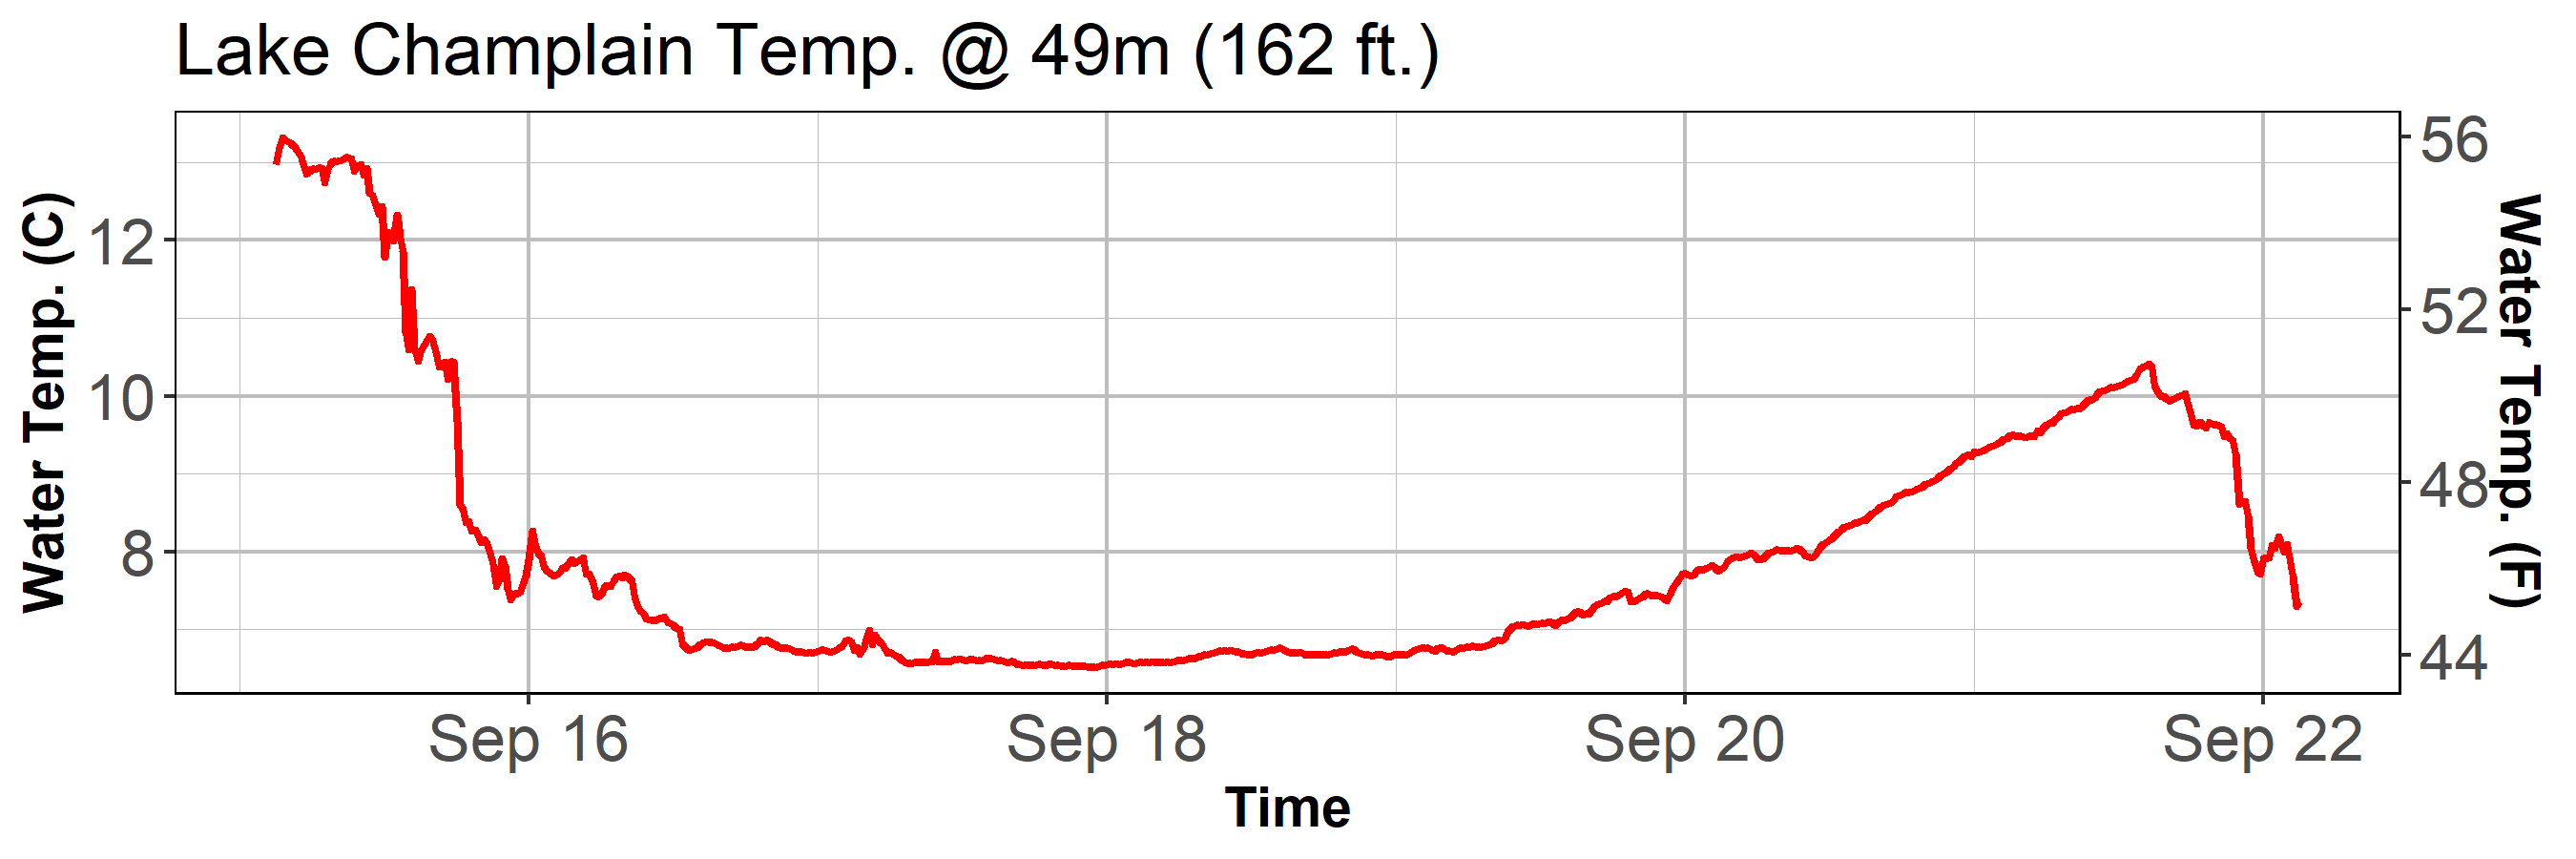 Lake Champlain Temp. @ 49m (162 ft.)
Water Temp. (C)
12
10
8
56
52
48
44
Water Temp. (F)
Sep 16
Sep 18
Sep 20
Sep 22
Time